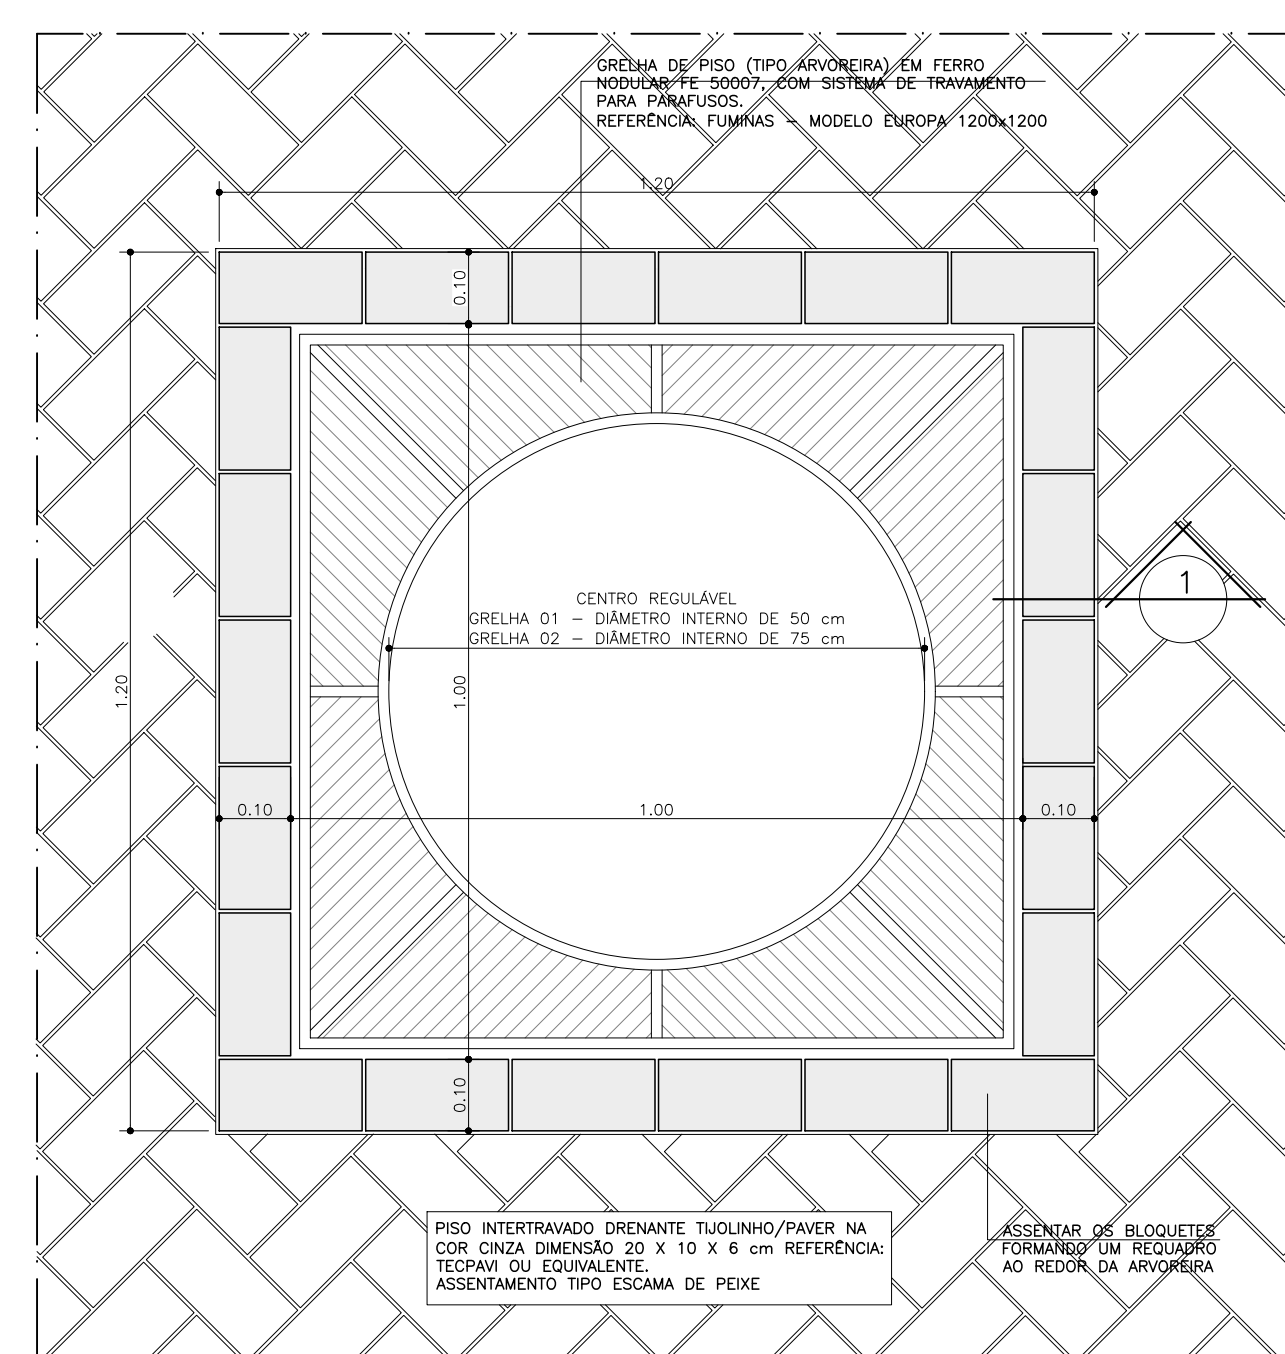 GRELHA DE PISO (TIPO ARVOREIRA) EM FERRO
NODULAR FE 50007, COM SISTEMA DE TRAVAMENTO
PARA PARAFUSOS.
REFERÊNCIA: FUMINAS – MODELO EUROPA 1200x1200
1.20
0.10
1
CENTRO REGULÁVEL
GRELHA 01 – DIÂMETRO INTERNO DE 50 cm
GRELHA 02 – DIÂMETRO INTERNO DE 75 cm
1.20
1.00
0.10
1.00
0.10
0.10
PISO INTERTRAVADO DRENANTE TIJOLINHO/PAVER NA
COR CINZA DIMENSÃO 20 X 10 X 6 cm REFERÊNCIA:
TECPAVI OU EQUIVALENTE.
ASSENTAMENTO TIPO ESCAMA DE PEIXE
ASSENTAR OS BLOQUETES
FORMANDO UM REQUADRO
AO REDOR DA ARVOREIRA